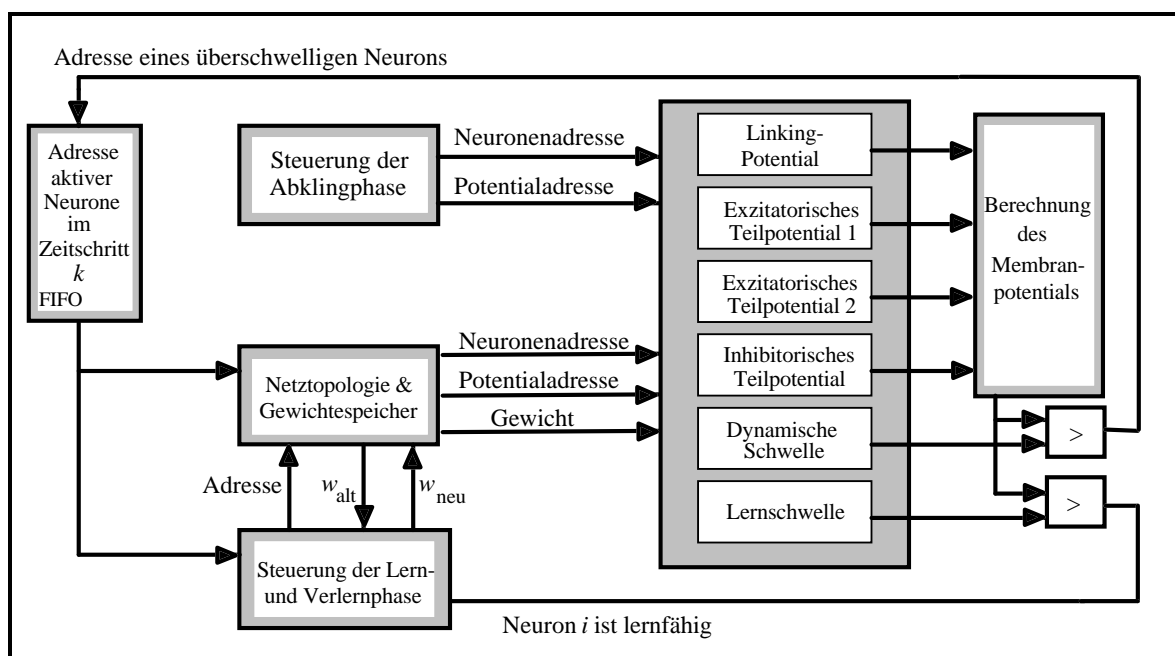 Adresse eines überschwelligen Neurons
Adresse
aktiver
Neurone
im
Zeitschritt
k
FIFO
Steuerung der
Abklingphase
Neuronenadresse
Potentialadresse
Linking-
Potential
Exzitatorisches
Teilpotential 1
Exzitatorisches
Teilpotential 2
Inhibitorisches
Teilpotential
Dynamische
Schwelle
Lernschwelle
Berechnung
des
Membran-
potentials
>
>
Netztopologie &
Gewichtespeicher
Neuronenadresse
Potentialadresse
Gewicht
Adresse
w alt
w neu
Steuerung der Lern-
und Verlernphase
Neuron i ist lernfähig